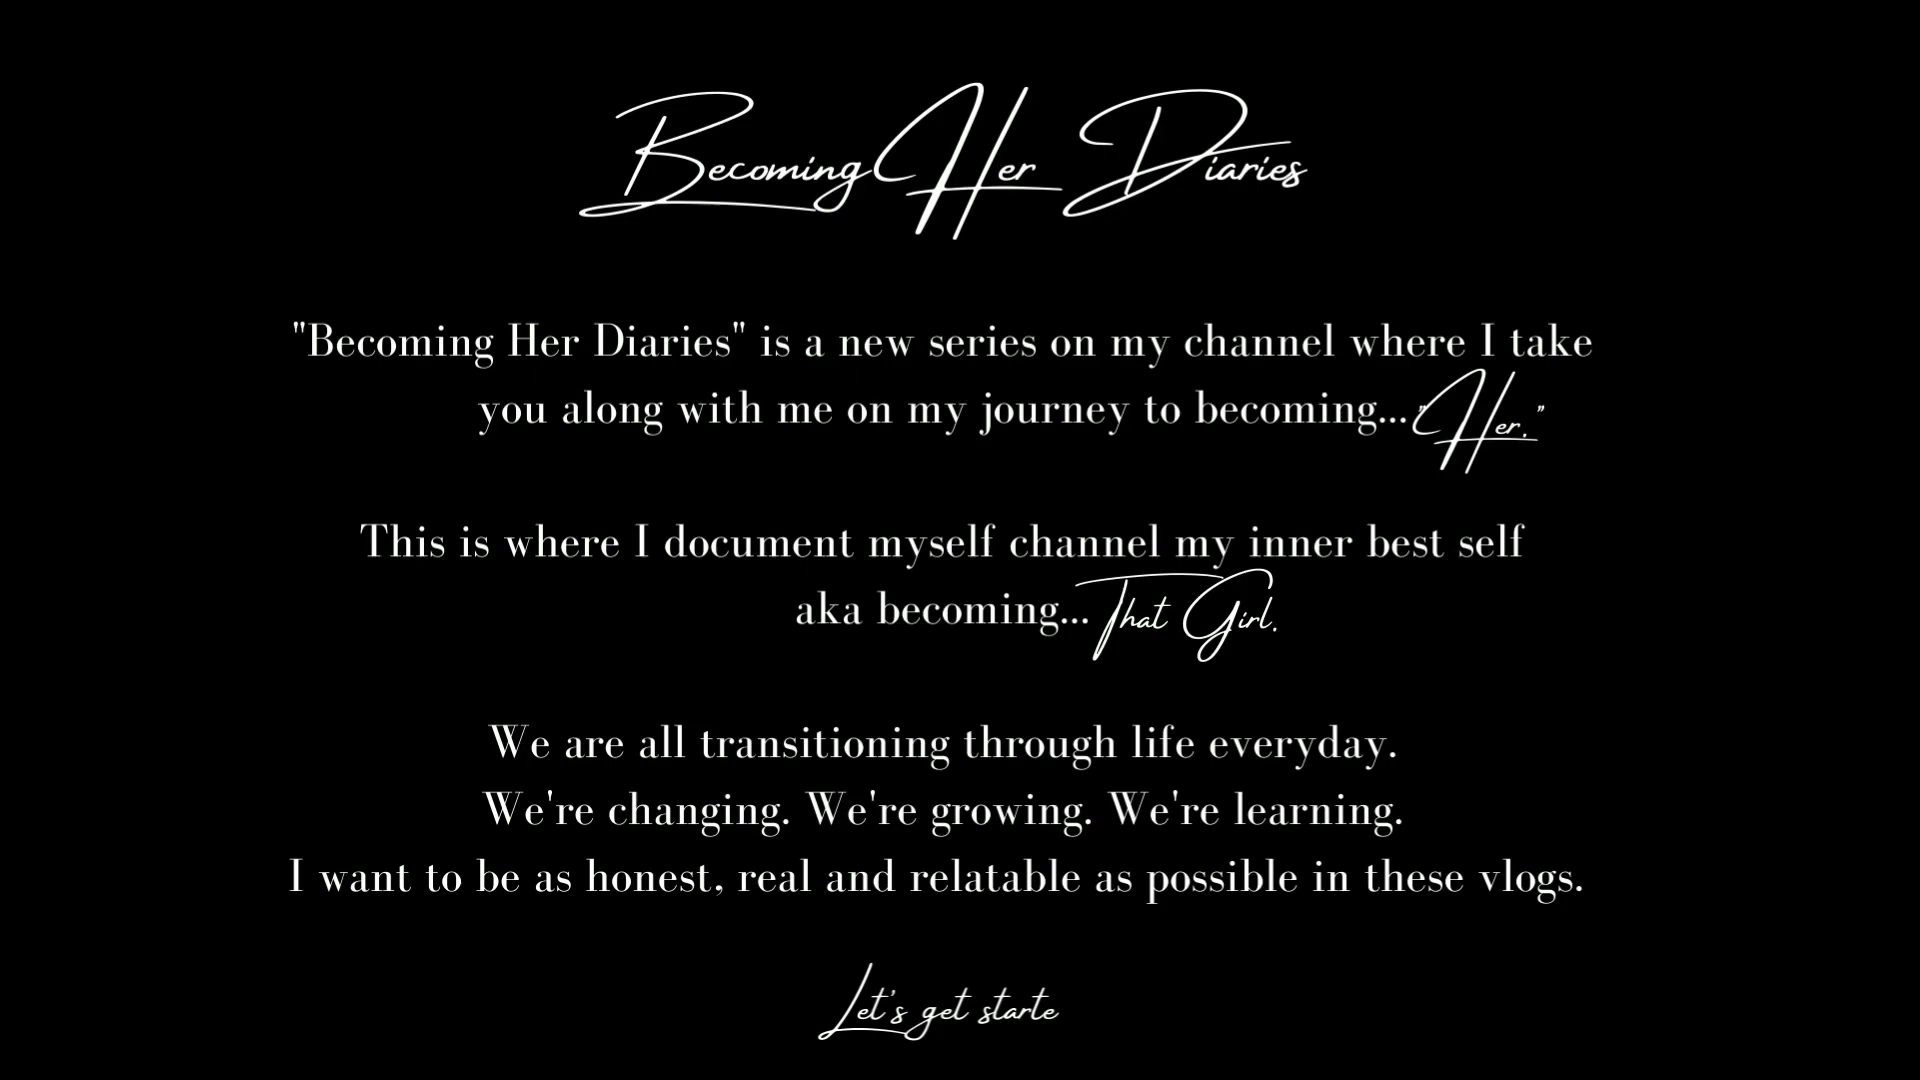 Becoming Her Diaries
"Becoming Her Diaries" is a new series on my channel where I take
you along with me on my journey to becoming..."Her."
This is where I document myself channel my inner best self
aka becoming...That Girl.
We are all transitioning through life everyday.
We're changing. We're growing. We're learning.
I want to be as honest, real and relatable as possible in these vlogs.
Let's get starte